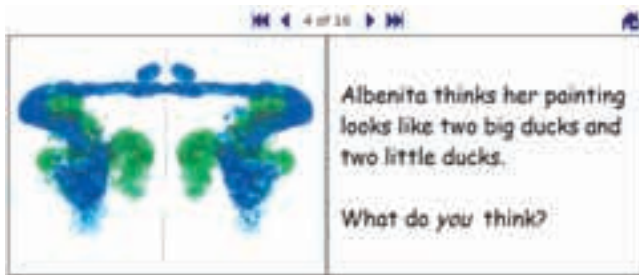 4 of 16
Albenita thinks her painting
looks like two big ducks and
two little ducks.
What do you think?